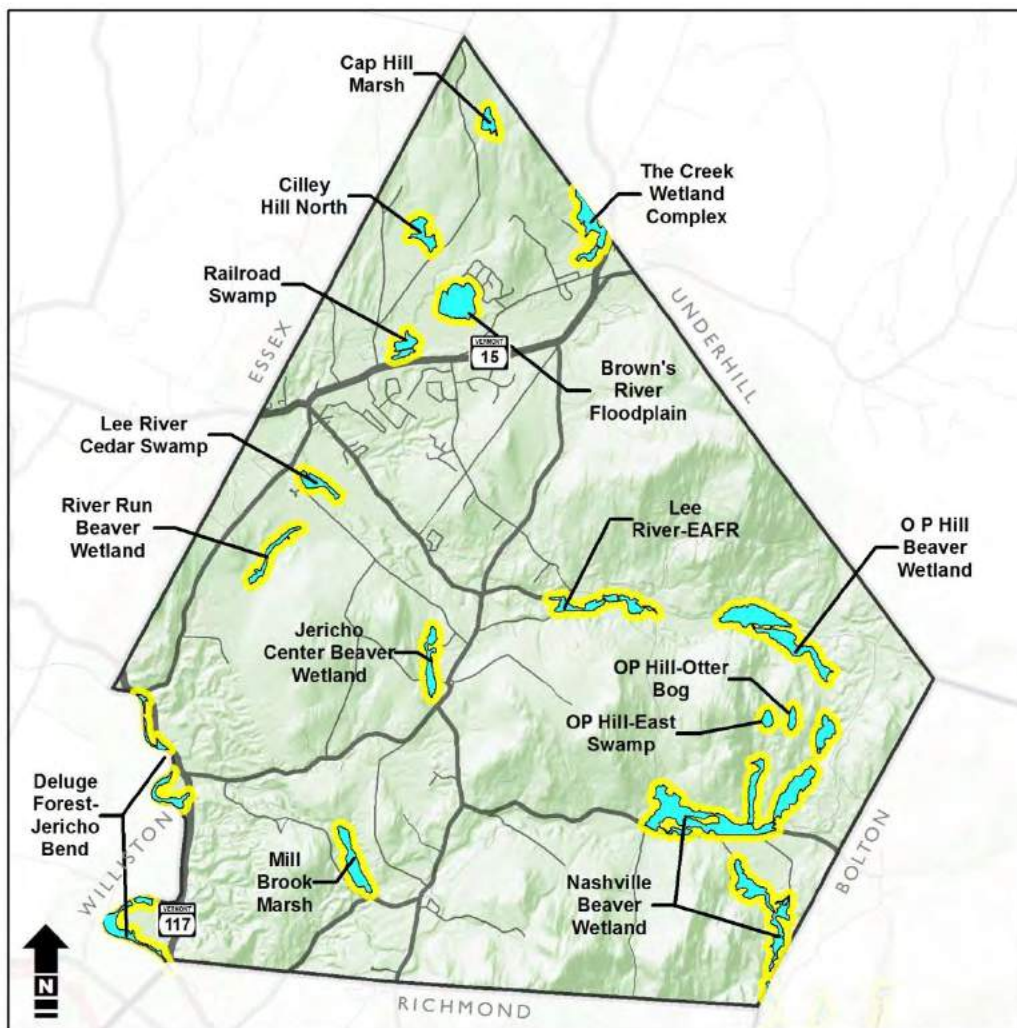 Cap Hill
Marsh
The Creek
Wetland
Complex
Cilley
Hill North
Railroad
Swamp
ESSEX
UNDERHILL
VERMONT
15
Brown's
River
Floodplain
Lee River
Cedar Swamp
River Run
Beaver
Wetland
Lee
River-EAFR
O P Hill
Beaver
Wetland
Jericho
Center Beaver
Wetland
OP Hill-Otter
Bog
OP Hill-East
Swamp
Deluge
Forest-
Jericho
Bend
WILLISTON
BOLTON
Mill
Brook
Marsh
Nashville
Beaver
Wetland
VERMONT
117
N
RICHMOND